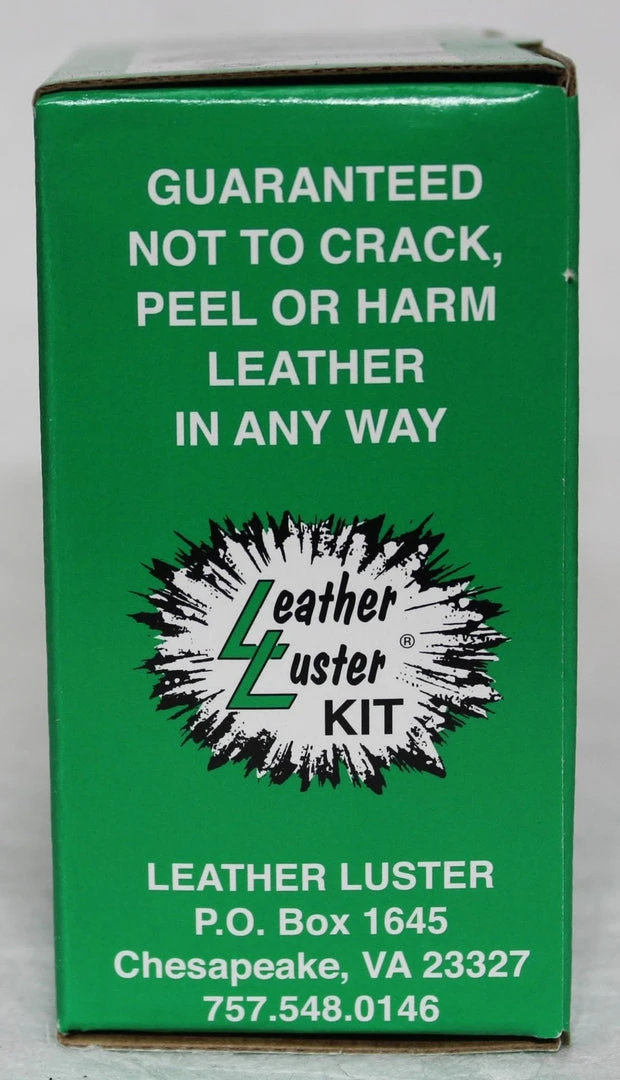 GUARANTEED
NOT TO CRACK,
PEEL OR HARM
LEATHER
IN ANY WAY
Leather
Luster ®
KIT
LEATHER LUSTER
P.O. Box 1645
Chesapeake, VA 23327
757.548.0146